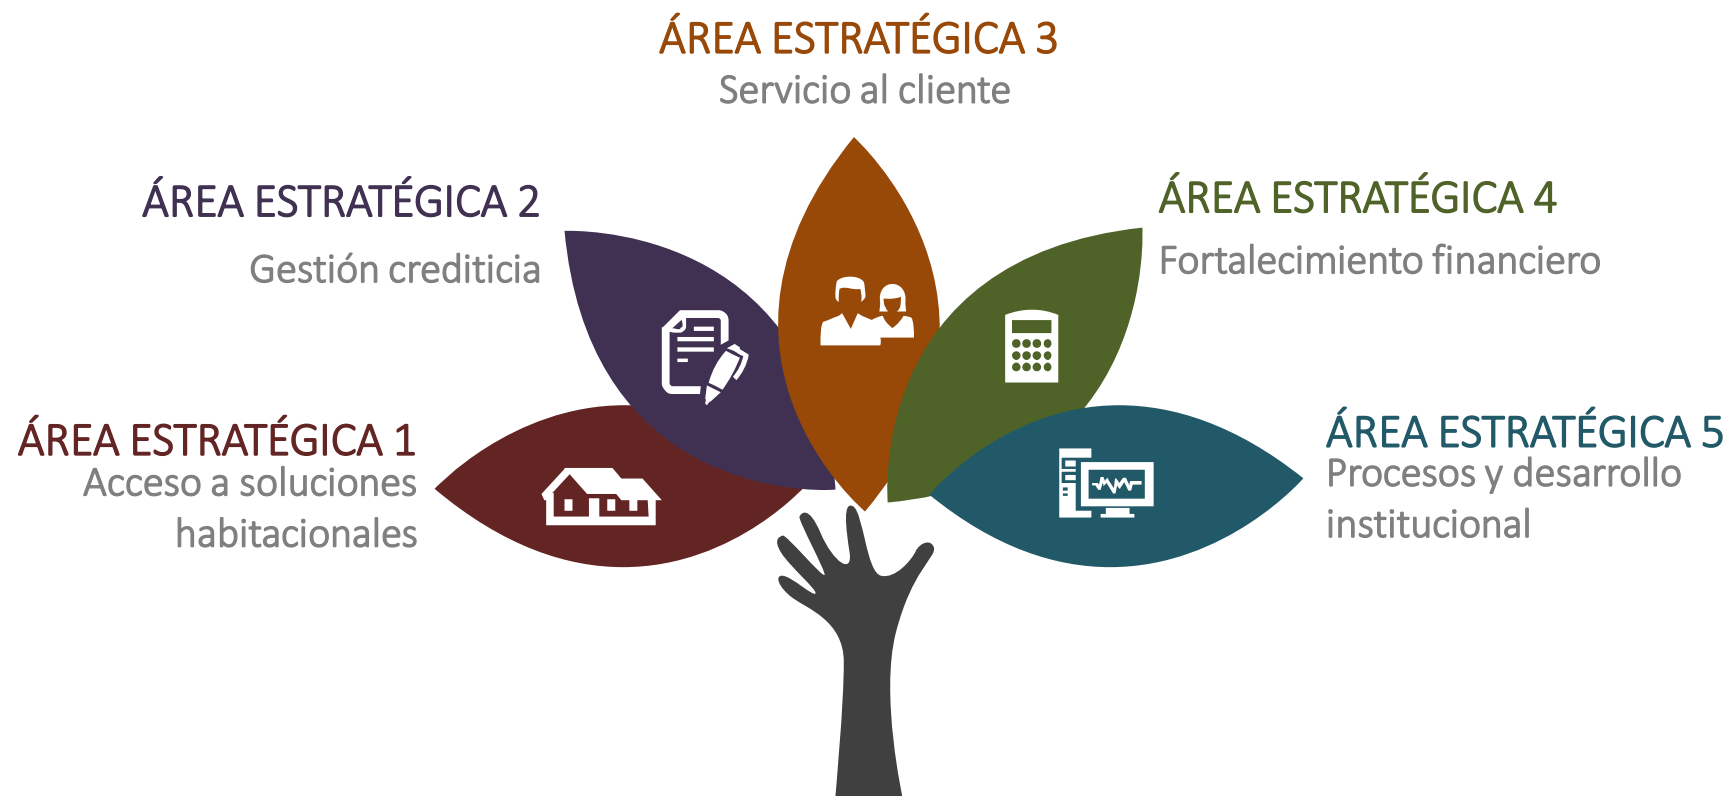 ÁREA ESTRATÉGICA 3
Servicio al cliente
ÁREA ESTRATÉGICA 2
Gestión crediticia
ÁREA ESTRATÉGICA 4
Fortalecimiento financiero
ÁREA ESTRATÉGICA 1
Acceso a soluciones
habitacionales
ÁREA ESTRATÉGICA 5
Procesos y desarrollo
institucional